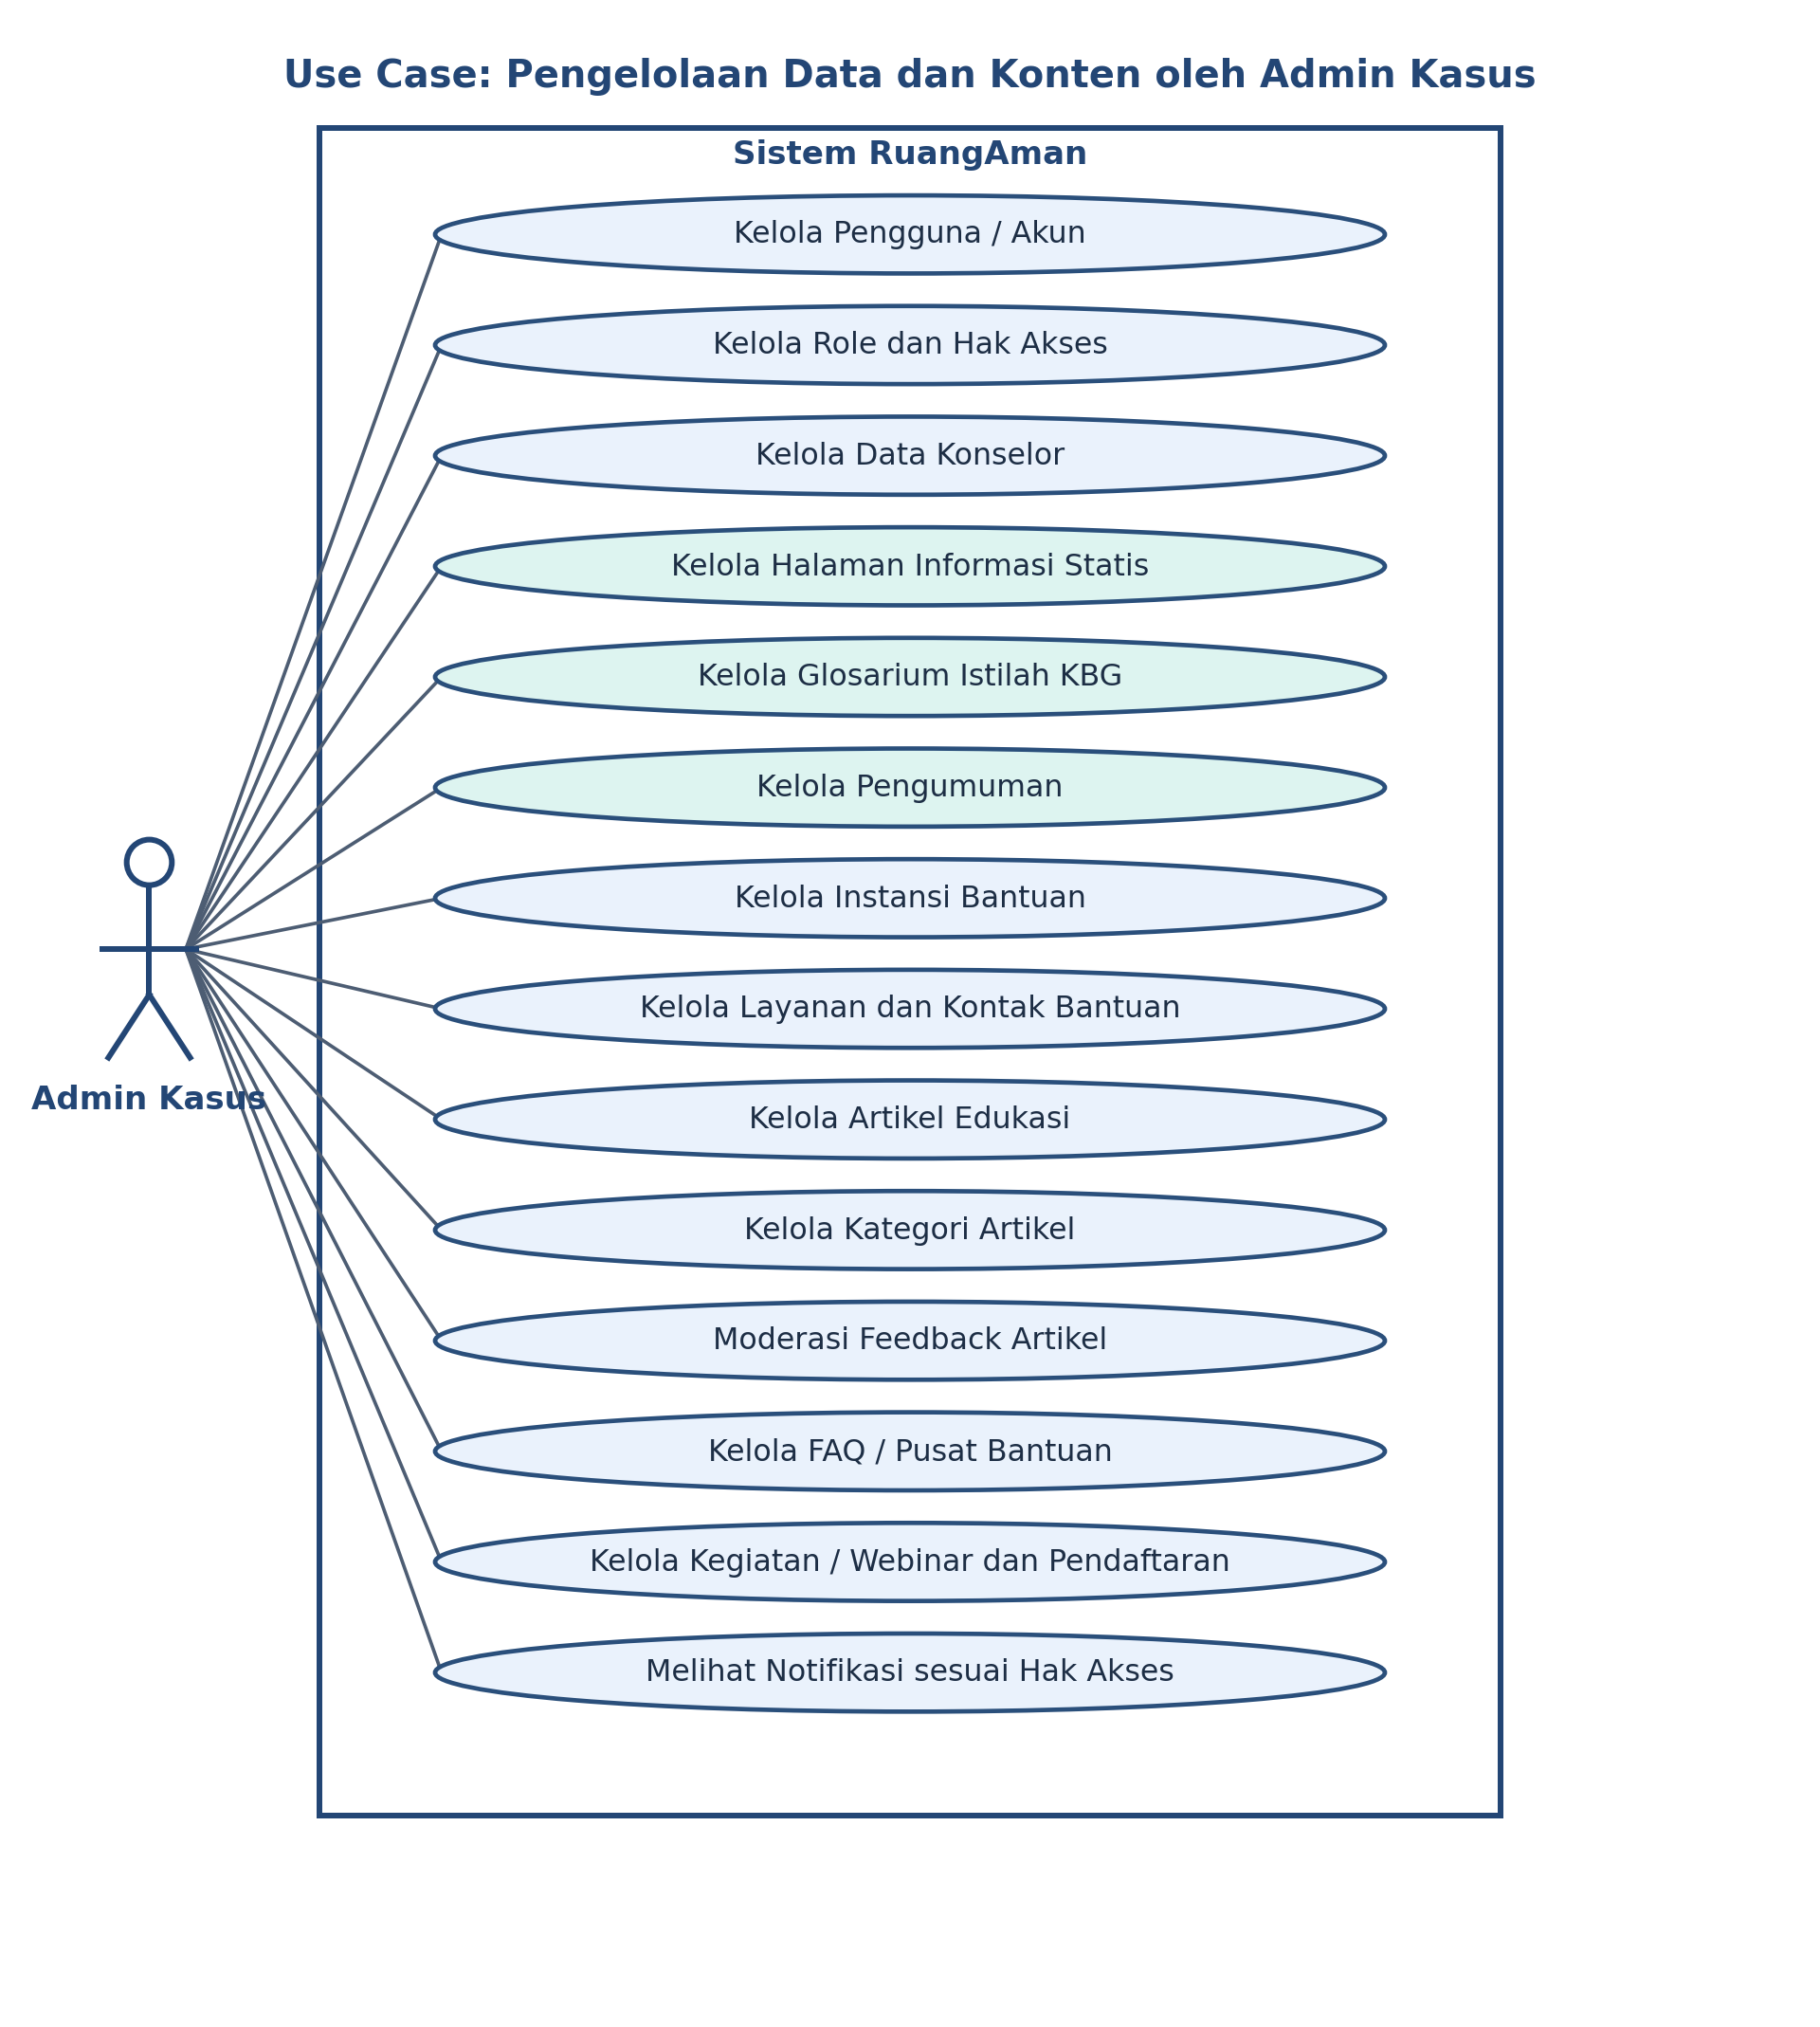 Use Case: Pengelolaan Data dan Konten oleh Admin Kasus
Sistem RuangAman
Kelola Pengguna / Akun
Kelola Role dan Hak Akses
Kelola Data Konselor
Kelola Halaman Informasi Statis
Kelola Glosarium Istilah KBG
Kelola Pengumuman
Kelola Instansi Bantuan
Kelola Layanan dan Kontak Bantuan
Admin Kasus
Kelola Artikel Edukasi
Kelola Kategori Artikel
Moderasi Feedback Artikel
Kelola FAQ / Pusat Bantuan
Kelola Kegiatan / Webinar dan Pendaftaran
Melihat Notifikasi sesuai Hak Akses